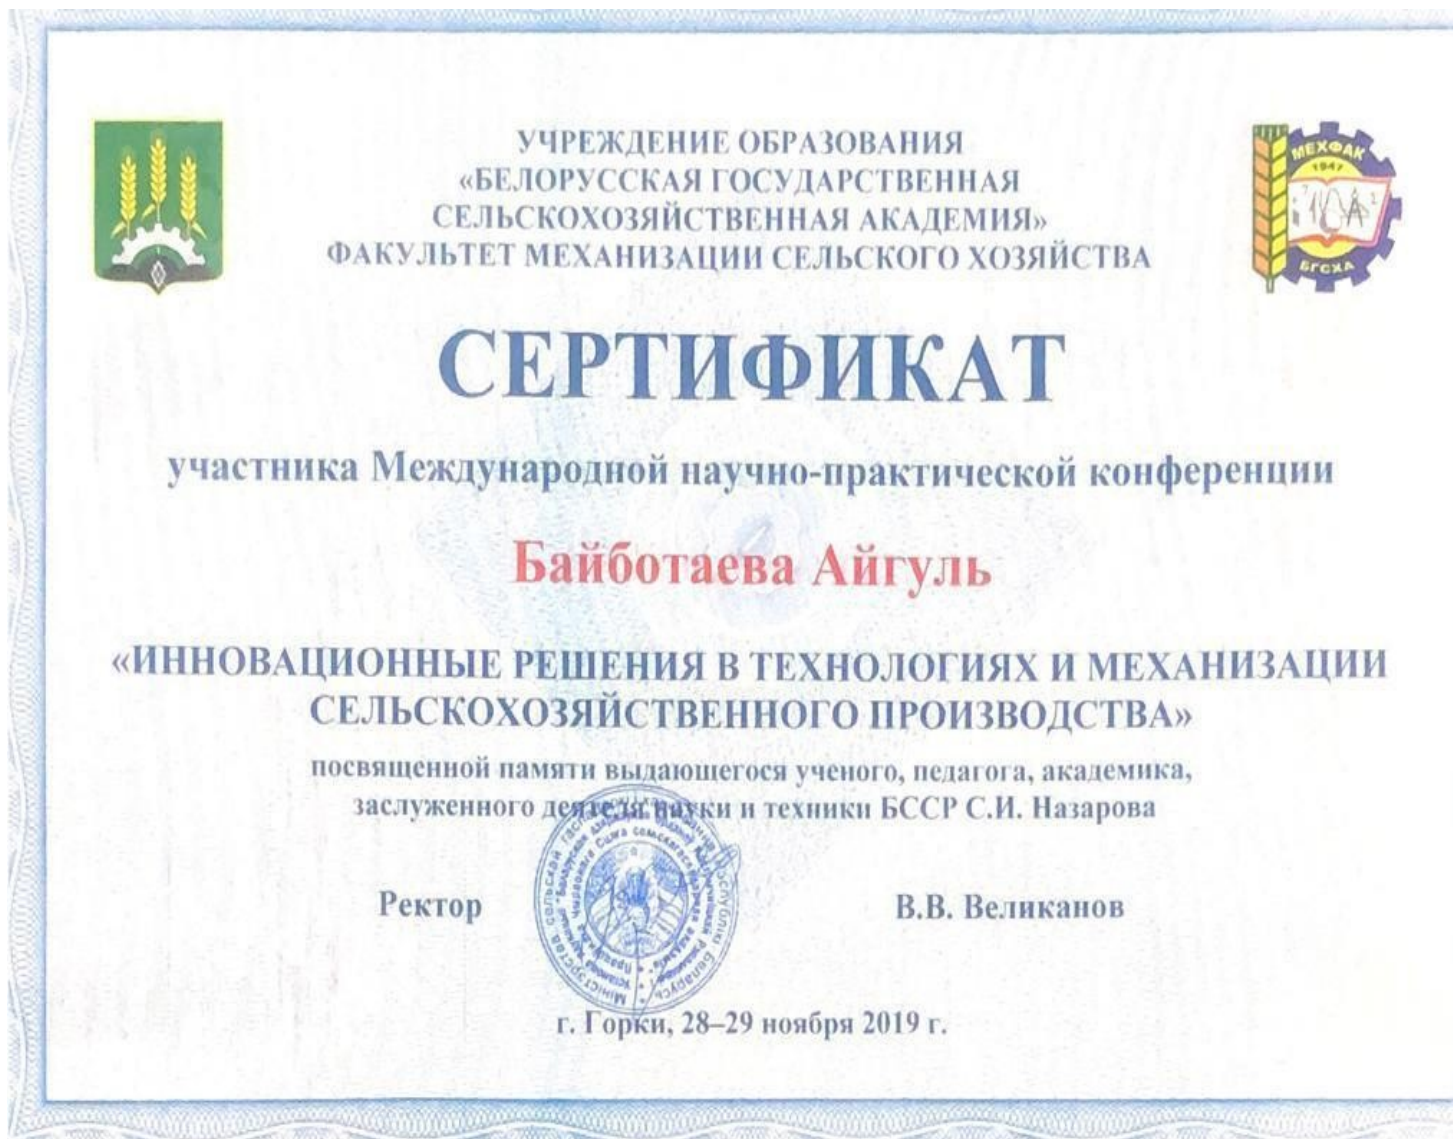 УЧРЕЖДЕНИЕ ОБРАЗОВАНИЯ
«БЕЛОРУССКАЯ ГОСУДАРСТВЕННАЯ
СЕЛЬСКОХОЗЯЙСТВЕННАЯ АКАДЕМИЯ»
ФАКУЛЬТЕТ МЕХАНИЗАЦИИ СЕЛЬСКОГО ХОЗЯЙСТВА
МЕХФАК
1947
БГСХА
СЕРТИФИКАТ
участника Международной научно-практической конференции
Байботаева Айгуль
«ИННОВАЦИОННЫЕ РЕШЕНИЯ В ТЕХНОЛОГИЯХ И МЕХАНИЗАЦИИ
СЕЛЬСКОХОЗЯЙСТВЕННОГО ПРОИЗВОДСТВА»
посвященной памяти выдающегося ученого, педагога, академика,
заслуженного деятеля науки и техники БССР С.И. Назарова
Ректор
В.В. Великанов
г. Горки, 28–29 ноября 2019 г.